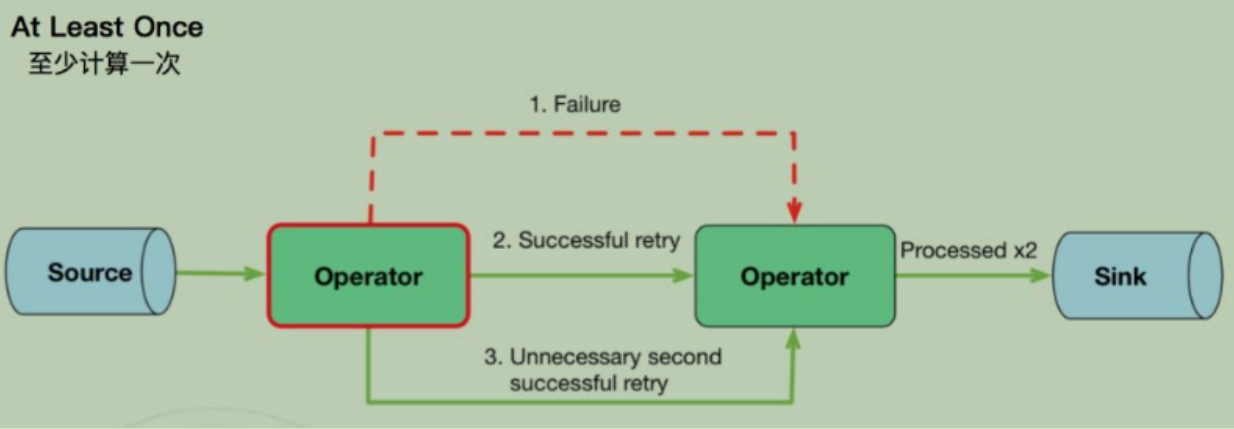 At Least Once
至少计算一次
1. Failure
2. Successful retry
Processed x2
Source
Operator
Operator
Sink
3. Unnecessary second
successful retry